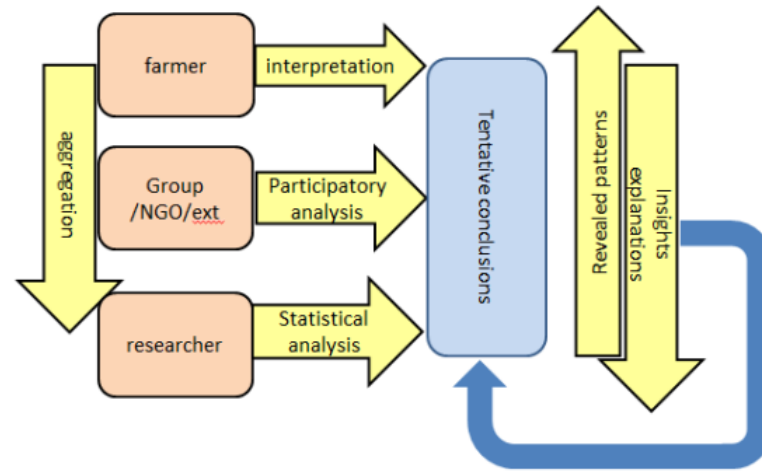 farmer
interpretation
aggregation
Group
/NGO/ext
Participatory
analysis
researcher
Statistical
analysis
Tentative conclusions
Revealed patterns
Insights
explanations